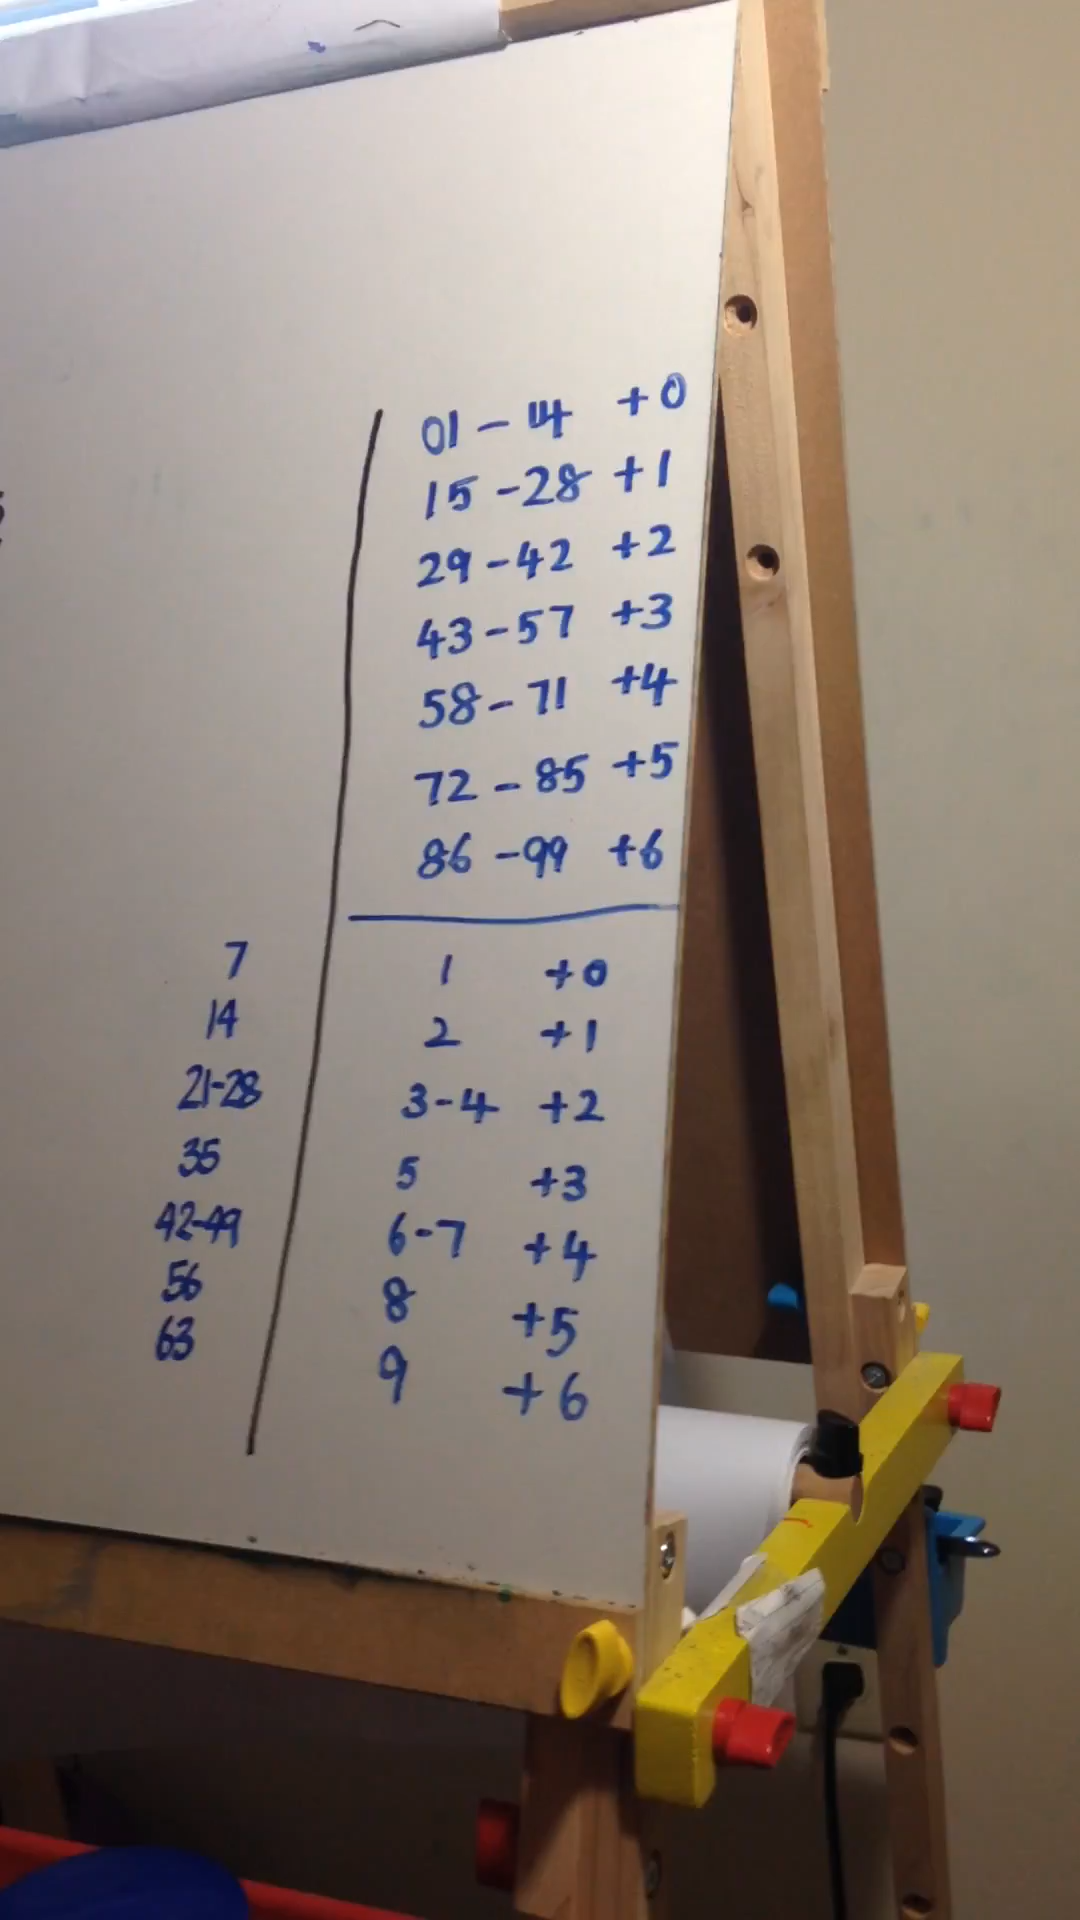 01 - 14 +0
15 - 28 +1
29 - 42 +2
43 - 57 +3
58 - 71 +4
72 - 85 +5
86 - 99 +6
7
14
21-28
35
42-49
56
63
1 +0
2 +1
3-4 +2
5 +3
6-7 +4
8 +5
9 +6